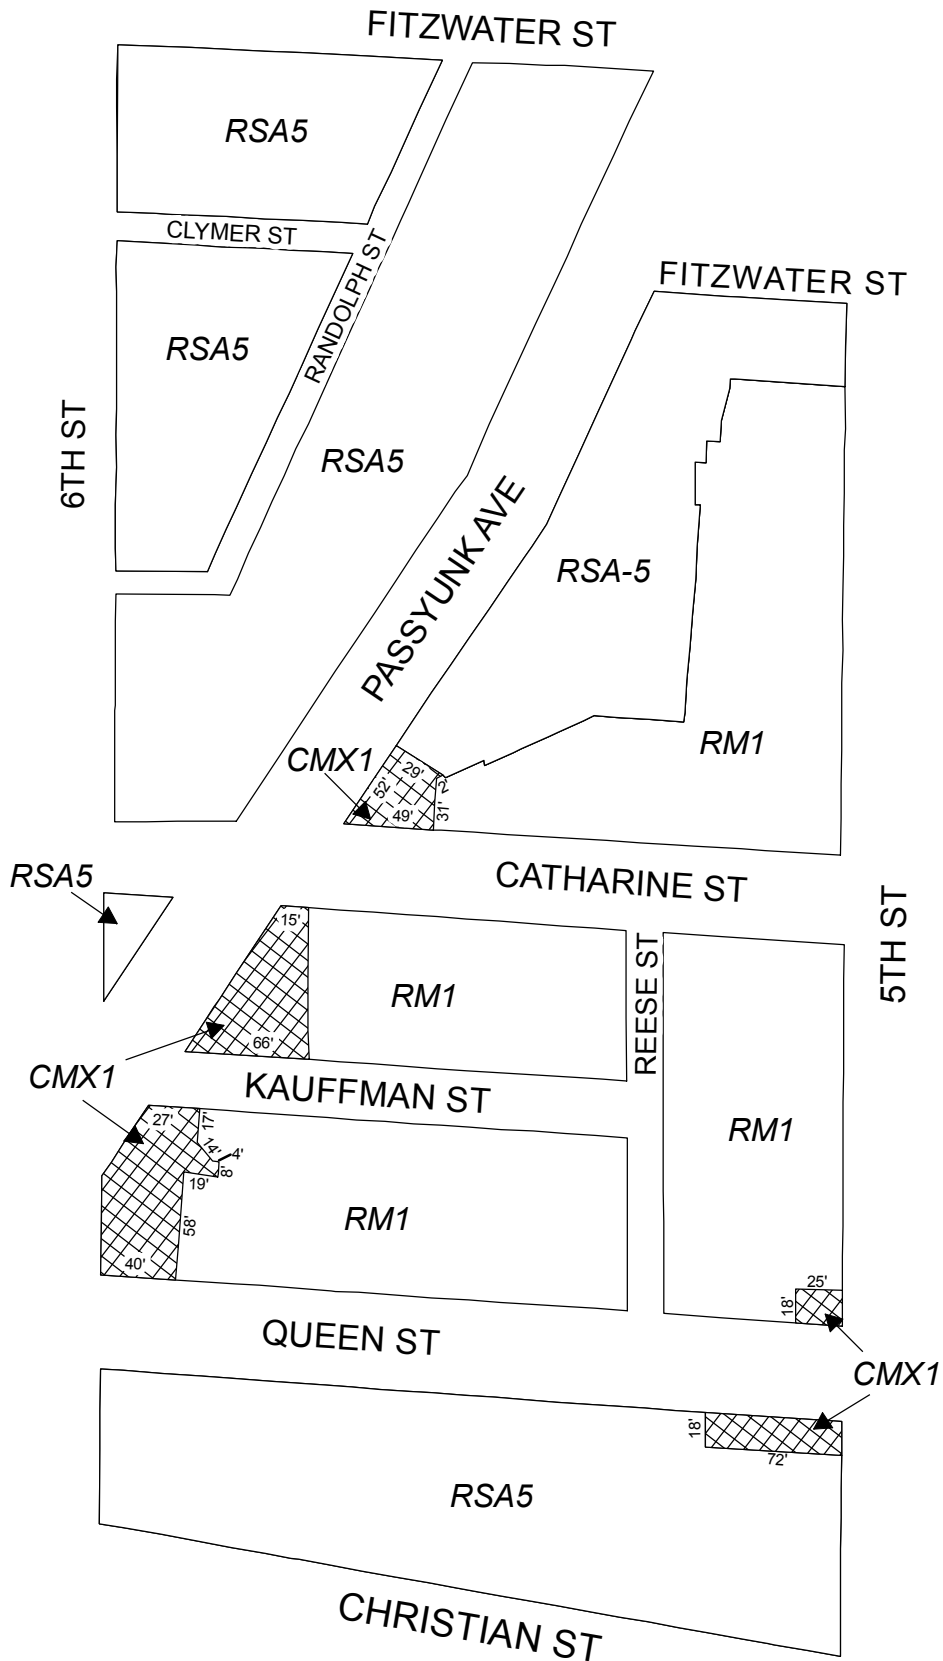 FITZWATER ST
RSA5
CLYMER ST
RANDOLPH ST
FITZWATER ST
RSA5
6TH ST
RSA5
PASSYUNK AVE
RSA-5
RM1
CMX1
29'
52'
2'
49'
31'
CATHARINE ST
RSA5
5TH ST
15'
REESE ST
RM1
66'
CMX1
KAUFFMAN ST
27'
17'
14'
4'
8'
19'
RM1
RM1
58'
40'
25'
18'
QUEEN ST
CMX1
18'
72'
RSA5
CHRISTIAN ST